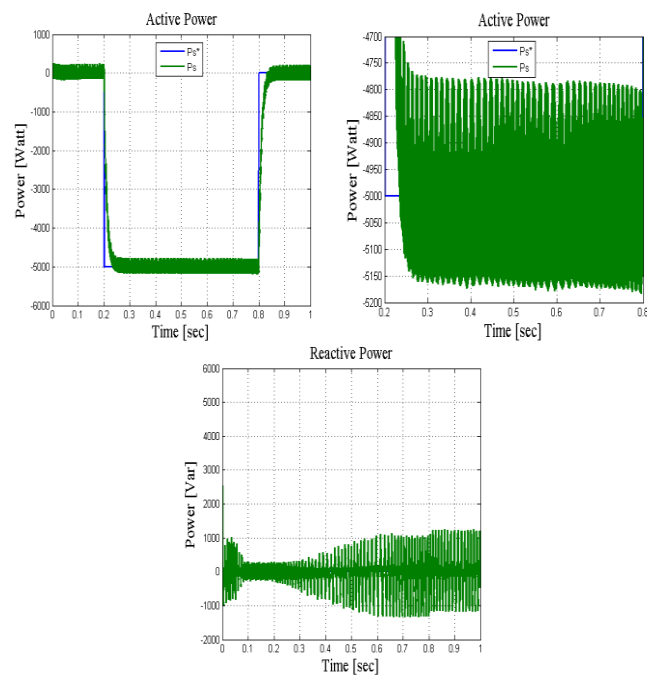 Active Power
Ps*
Ps
1000
0
-1000
-2000
-3000
-4000
-5000
-6000
Power [Watt]
0 0.1 0.2 0.3 0.4 0.5 0.6 0.7 0.8 0.9 1
Time [sec]
Active Power
Ps*
Ps
-4700
-4750
-4800
-4850
-4900
-4950
-5000
-5050
-5100
-5150
-5200
Power [Watt]
0.2 0.3 0.4 0.5 0.6 0.7 0.8
Time [sec]
Reactive Power
6000
5000
4000
3000
2000
1000
0
-1000
-2000
Power [Var]
0 0.1 0.2 0.3 0.4 0.5 0.6 0.7 0.8 0.9 1
Time [sec]